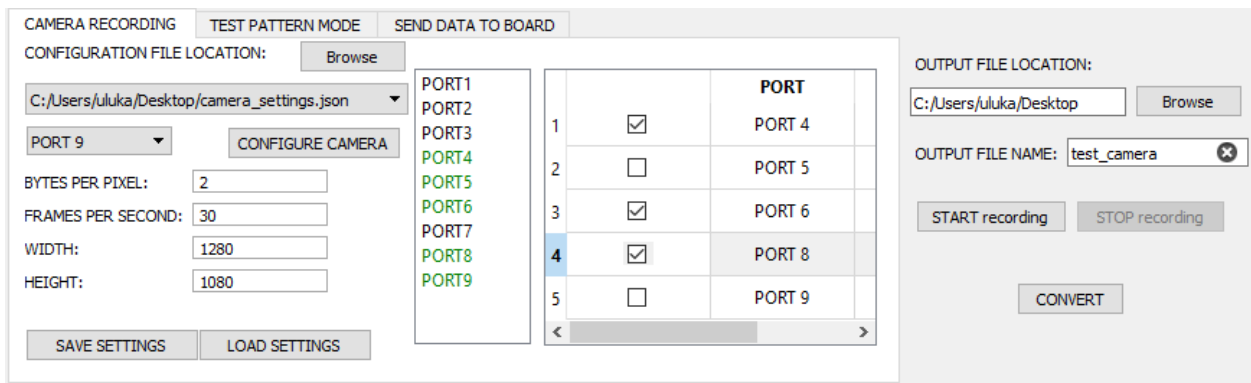 CAMERA RECORDING
TEST PATTERN MODE
SEND DATA TO BOARD
CONFIGURATION FILE LOCATION:
Browse
C:/Users/uluka/Desktop/camera_settings.json
PORT 9
CONFIGURE CAMERA
BYTES PER PIXEL: 2
FRAMES PER SECOND: 30
WIDTH: 1280
HEIGHT: 1080
SAVE SETTINGS
LOAD SETTINGS
PORT1
PORT2
PORT3
PORT4
PORT5
PORT6
PORT7
PORT8
PORT9
PORT
1 PORT 4
2 PORT 5
3 PORT 6
4 PORT 8
5 PORT 9
OUTPUT FILE LOCATION:
C:/Users/uluka/Desktop
Browse
OUTPUT FILE NAME: test_camera
START recording
STOP recording
CONVERT